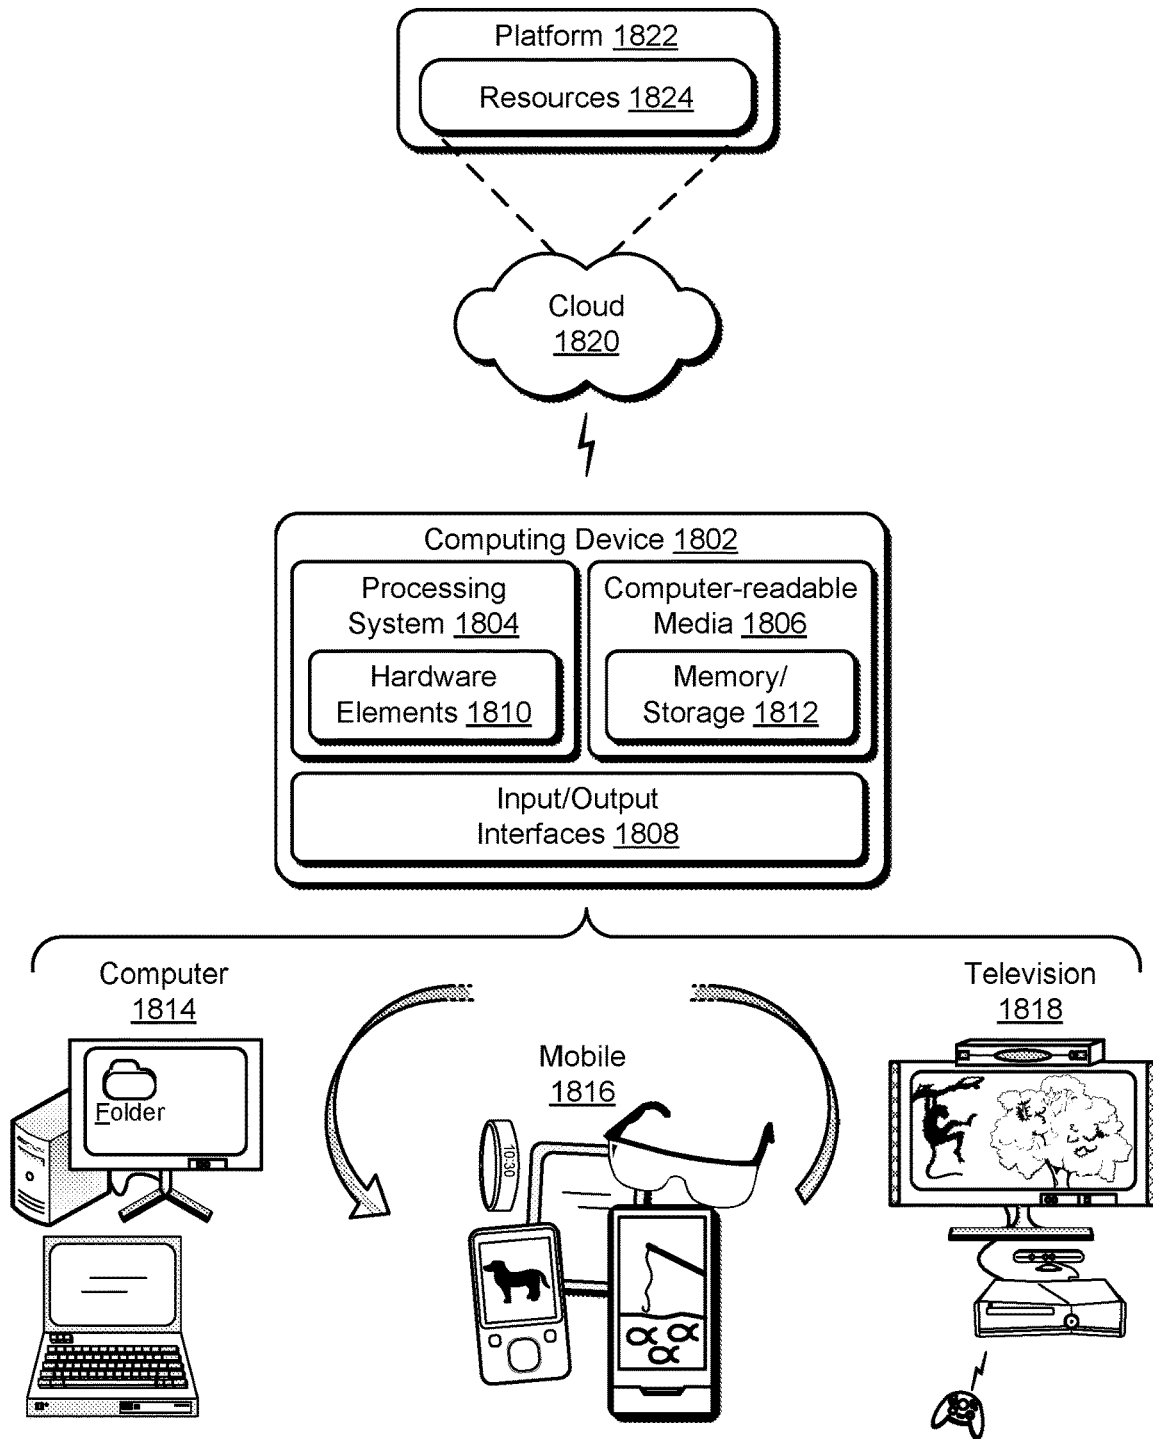 Platform 1822
Resources 1824
Cloud
1820
Computing Device 1802
Processing
System 1804
Hardware
Elements 1810
Computer-readable
Media 1806
Memory/
Storage 1812
Input/Output
Interfaces 1808
Computer
1814
Folder
Mobile
1816
10:30
Television
1818